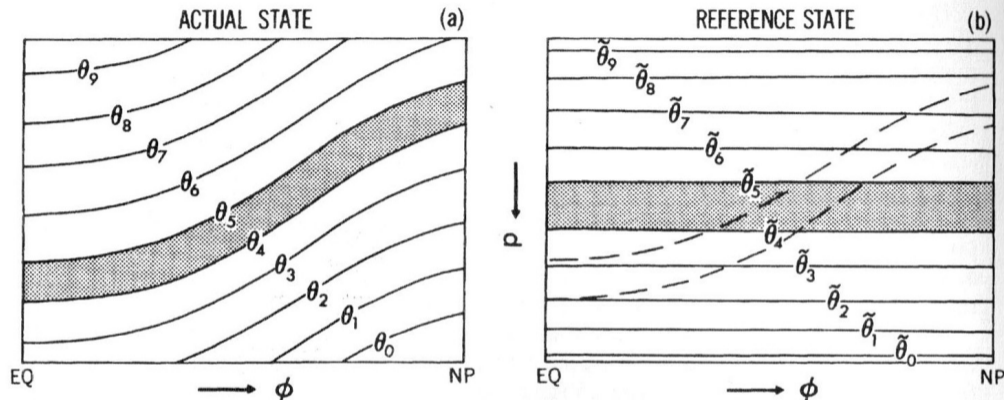 ACTUAL STATE
(a)
θ₉
θ₈
θ₇
θ₆
θ₅
θ₄
θ₃
θ₂
θ₁
θ₀
EQ
ϕ
NP
REFERENCE STATE
(b)
p
θ̃₉
θ̃₈
θ̃₇
θ̃₆
θ̃₅
θ̃₄
θ̃₃
θ̃₂
θ̃₁
θ̃₀
EQ
ϕ
NP